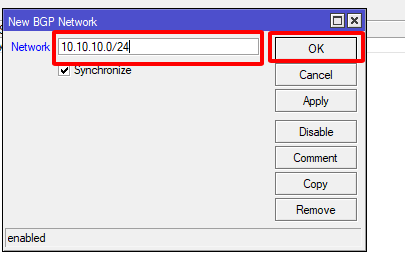 New BGP Network
Network 10.10.10.0/24
Synchronize
OK
Cancel
Apply
Disable
Comment
Copy
Remove
enabled